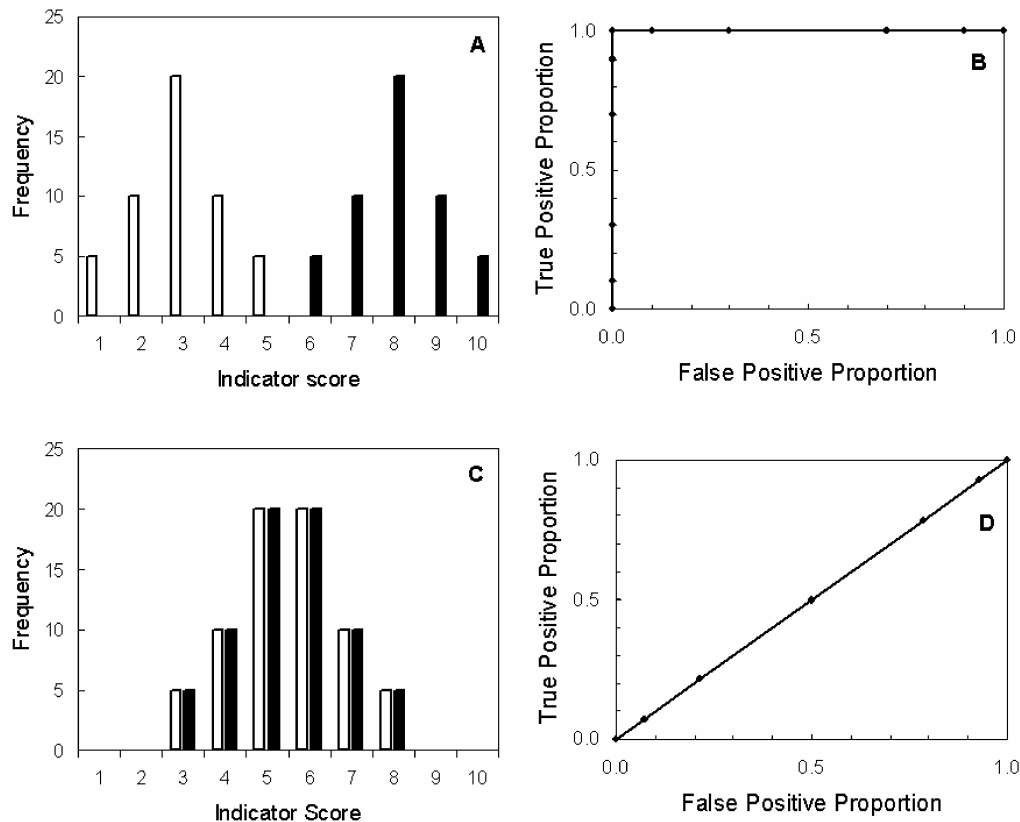 A
Frequency
25
20
15
10
5
0
1 2 3 4 5 6 7 8 9 10
Indicator score
B
True Positive Proportion
1.0
0.5
0.0
0.0 0.5 1.0
False Positive Proportion
C
Frequency
25
20
15
10
5
0
1 2 3 4 5 6 7 8 9 10
Indicator Score
D
True Positive Proportion
1.0
0.5
0.0
0.0 0.5 1.0
False Positive Proportion